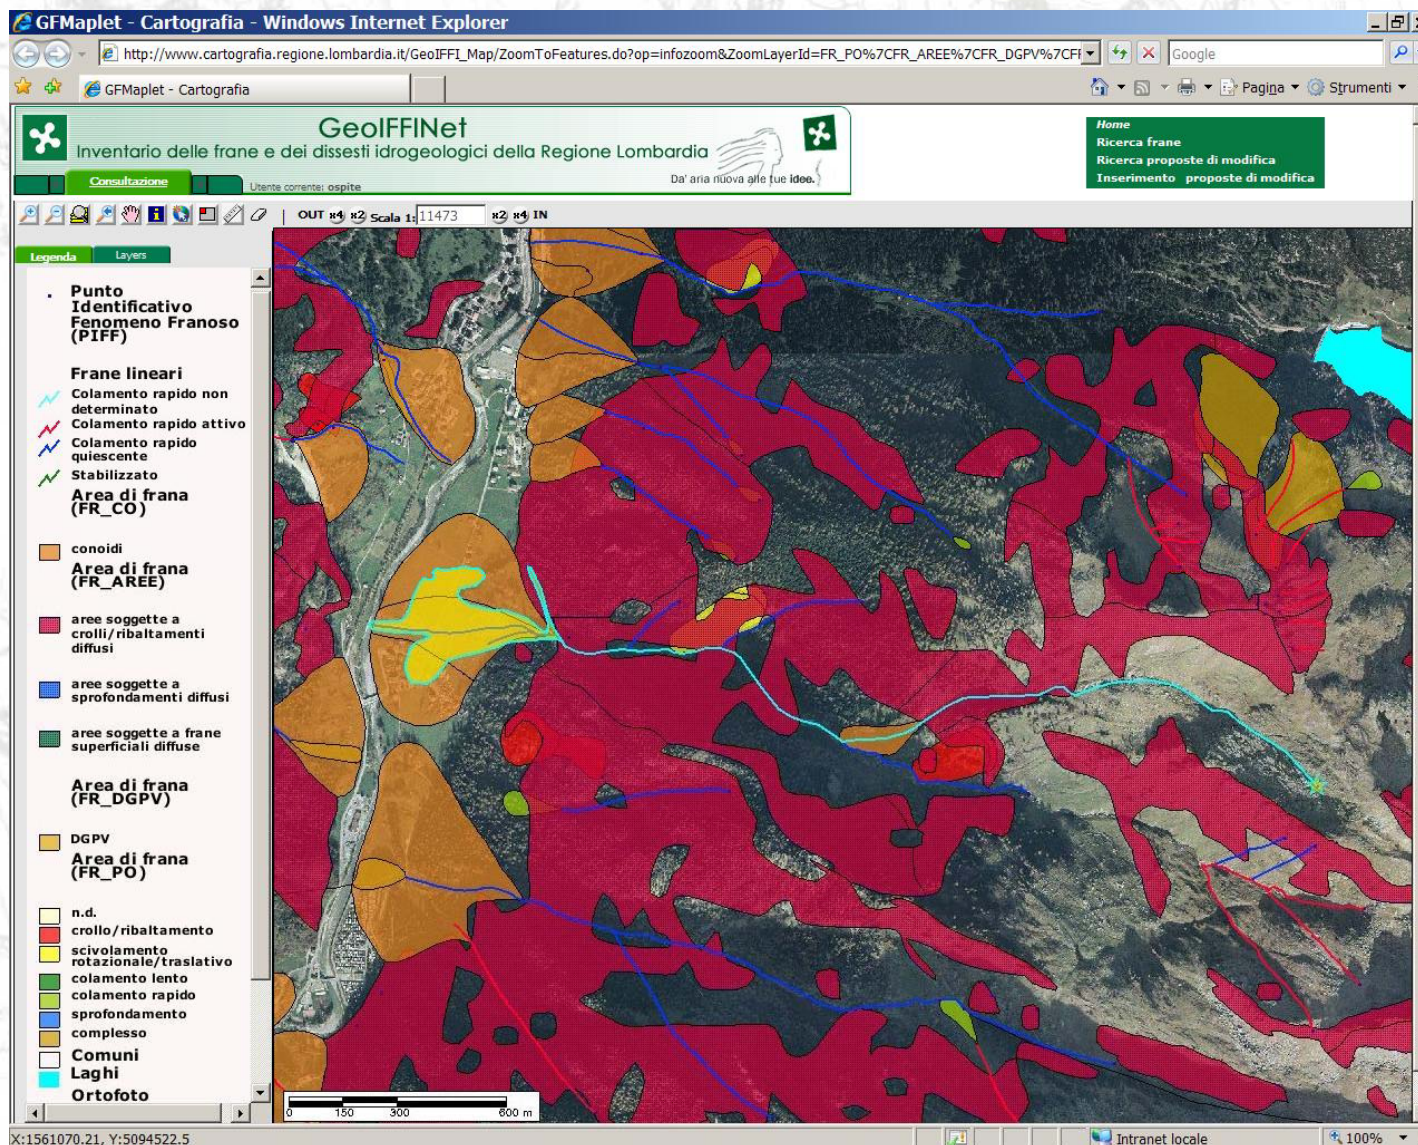 GFMaplet - Cartografia - Windows Internet Explorer
http://www.cartografia.regione.lombardia.it/GeoIFFI_Map/ZoomToFeatures.do?op=infozoom&ZoomLayerId=FR_PO%7CFR_AREE%7CFR_DGPV%7CFF
Google
GFMaplet - Cartografia
Pagina
Strumenti
GeoIFFINet
Inventario delle frane e dei dissesti idrogeologici della Regione Lombardia
Da' aria nuova alle tue idee.
Consultazione
Utente corrente: ospite
Home
Ricerca frane
Ricerca proposte di modifica
Inserimento proposte di modifica
OUT x4 x2 Scala 1: 11473 x2 x4 IN
Legenda
Layers
Punto
Identificativo
Fenomeno Franoso
(PIFF)
Frane lineari
Colamento rapido non
determinato
Colamento rapido attivo
Colamento rapido
quiescente
Stabilizzato
Area di frana
(FR_CO)
conoidi
Area di frana
(FR_AREE)
aree soggette a
crolli/ribaltamenti
diffusi
aree soggette a
sprofondamenti diffusi
aree soggette a frane
superficiali diffuse
Area di frana
(FR_DGPV)
DGPV
Area di frana
(FR_PO)
n.d.
crollo/ribaltamento
scivolamento
rotazionale/traslativo
colamento lento
colamento rapido
sprofondamento
complesso
Comuni
Laghi
Ortofoto
0 150 300 600 m
X:1561070.21, Y:5094522.5
Intranet locale
100%